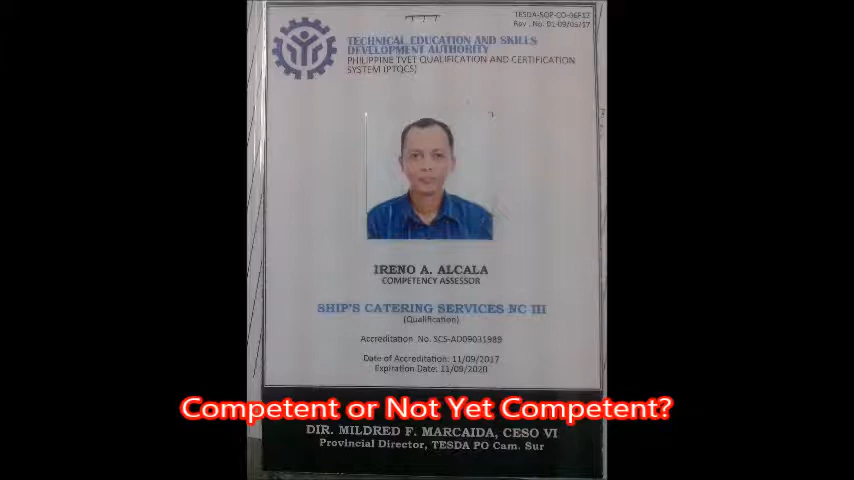 TESDA-SOP-CO-06F17
Rev. No. 01-09/05/17
TECHNICAL EDUCATION AND SKILLS
DEVELOPMENT AUTHORITY
PHILIPPINE TVET QUALIFICATION AND CERTIFICATION
SYSTEM (PTQCS)
IRENO A. ALCALA
COMPETENCY ASSESSOR
SHIP'S CATERING SERVICES NC III
(Qualification)
Accreditation No. SCS-AD09031989
Date of Accreditation: 11/09/2017
Expiration Date: 11/09/2020
Competent or Not Yet Competent?
DIR. MILDRED F. MARCAIDA, CESO VI
Provincial Director, TESDA PO Cam. Sur